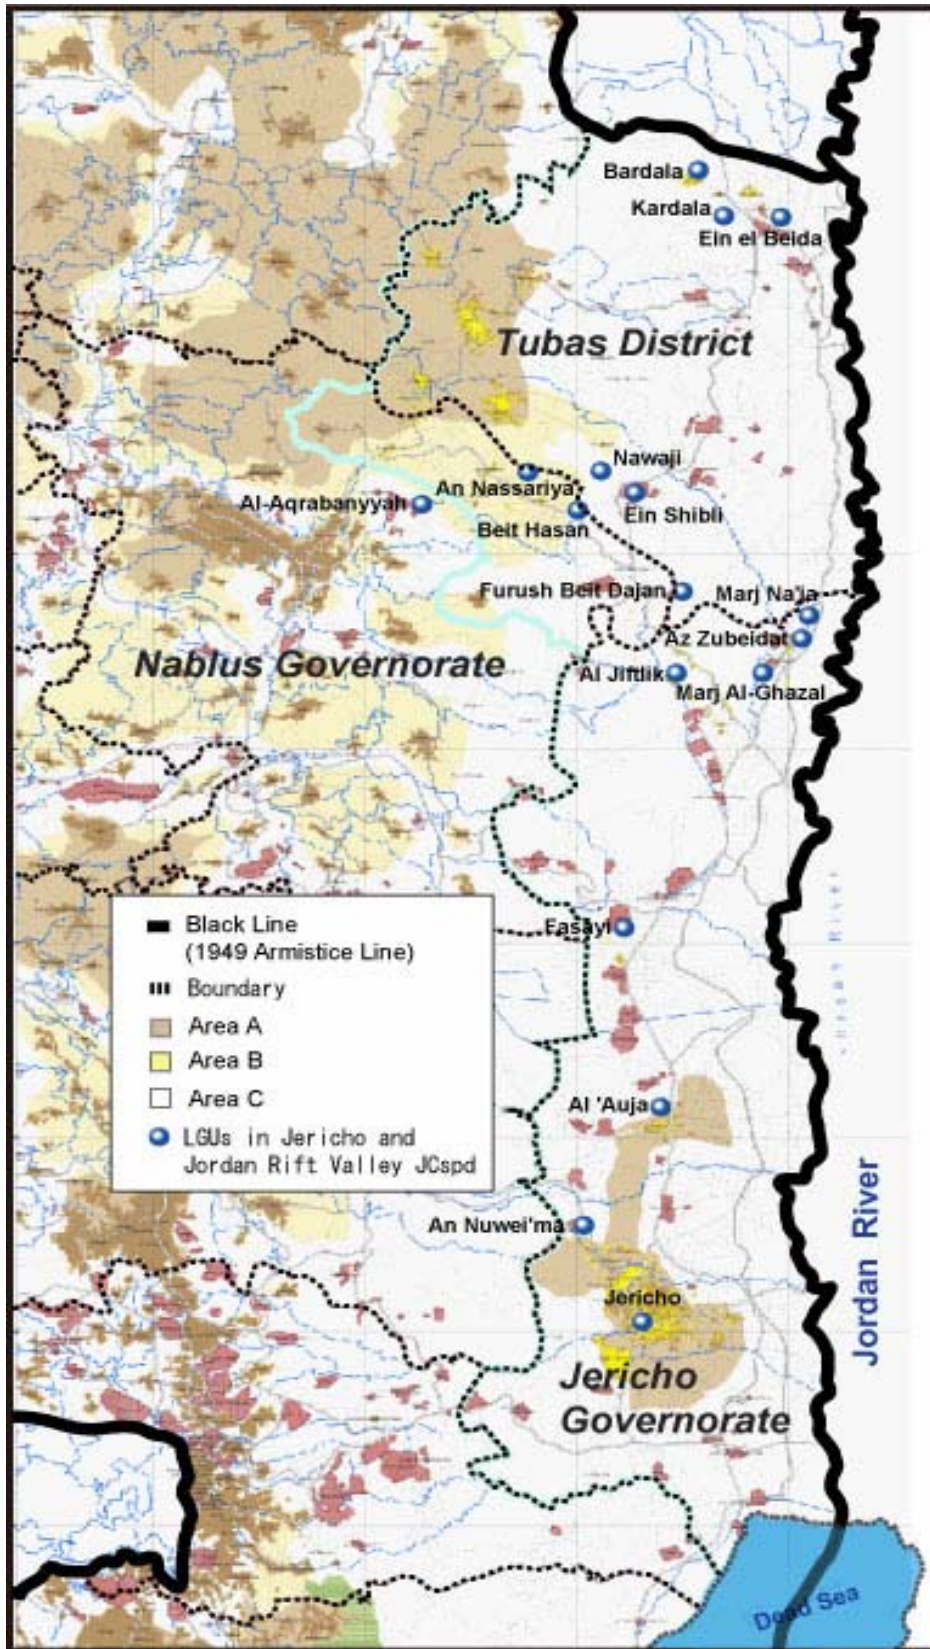 Bardala
Kardala
Ein el Beida
Tubas District
Nawaji
An Nassariya
Al-Aqrabanyyah
Ein Shibli
Beit Hasan
Furush Beit Dajan
Marj Na'ja
Az Zubeidat
Nablus Governorate
Al Jiftlik
Marj Al-Ghazal
Fasayl
Black Line
(1949 Armistice Line)
Boundary
Area A
Area B
Area C
LGUs in Jericho and
Jordan Rift Valley JCspd
Al 'Auja
An Nuwei'ma
Jericho
Jericho
Governorate
Jordan River
Dead Sea